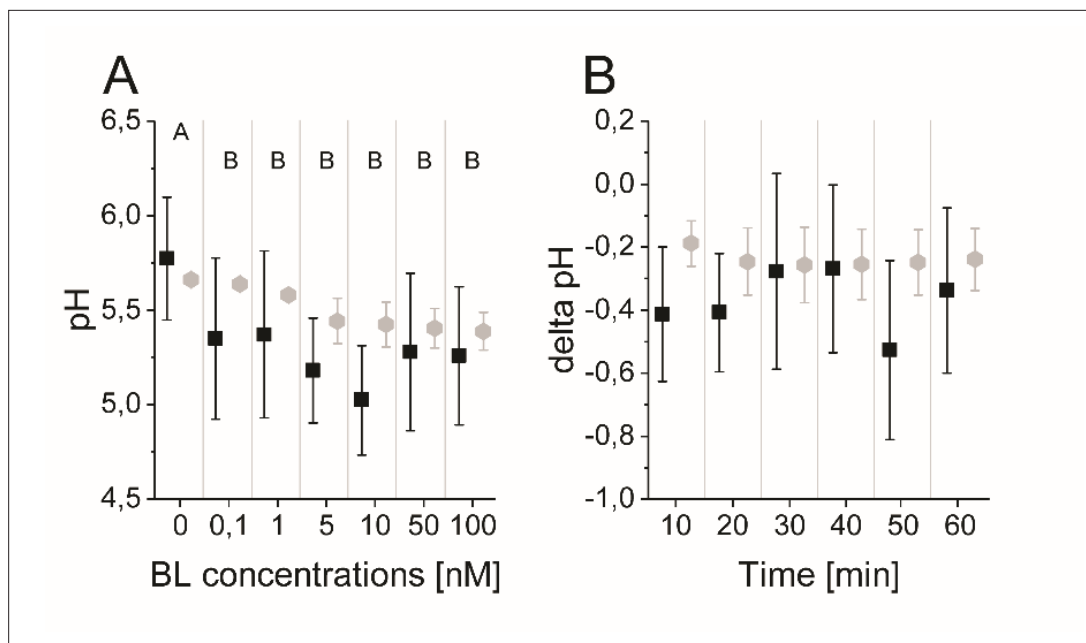 A
B
6,5
6,0
5,5
5,0
4,5
pH
A
B
B
B
B
B
B
0
0,1
1
5
10
50
100
BL concentrations [nM]
0,2
0,0
-0,2
-0,4
-0,6
-0,8
-1,0
delta pH
10
20
30
40
50
60
Time [min]